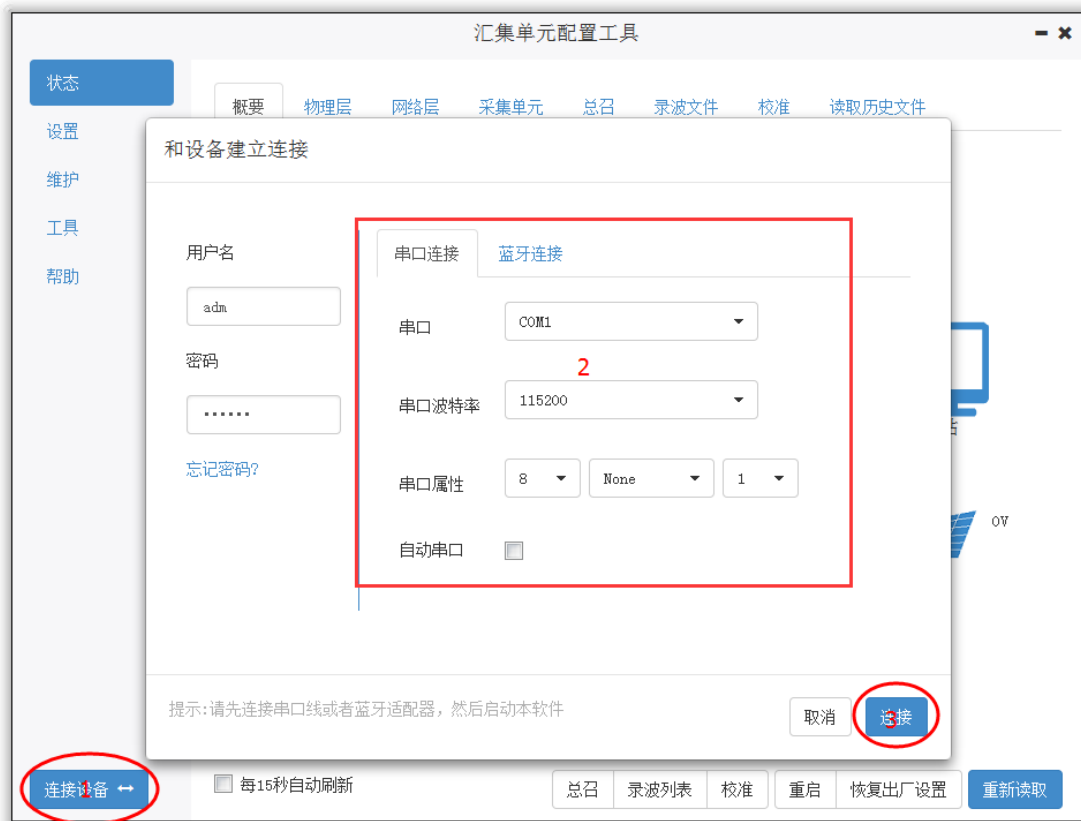 汇集单元配置工具
状态
概要 物理层 网络层 采集单元 总召 录波文件 校准 读取历史文件
设置
和设备建立连接
维护
工具
帮助
用户名
串口连接 蓝牙连接
adm
串口 COM1
密码
2
••••••
串口波特率 115200
忘记密码?
串口属性 8 None 1
0V
自动串口
提示:请先连接串口线或者蓝牙适配器，然后启动本软件
取消 连接
3
连接设备
1
每15秒自动刷新
总召 录波列表 校准 重启 恢复出厂设置 重新读取